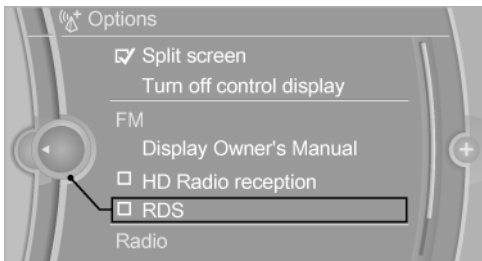 Options
Split screen
Turn off control display
FM
Display Owner's Manual
HD Radio reception
RDS
Radio